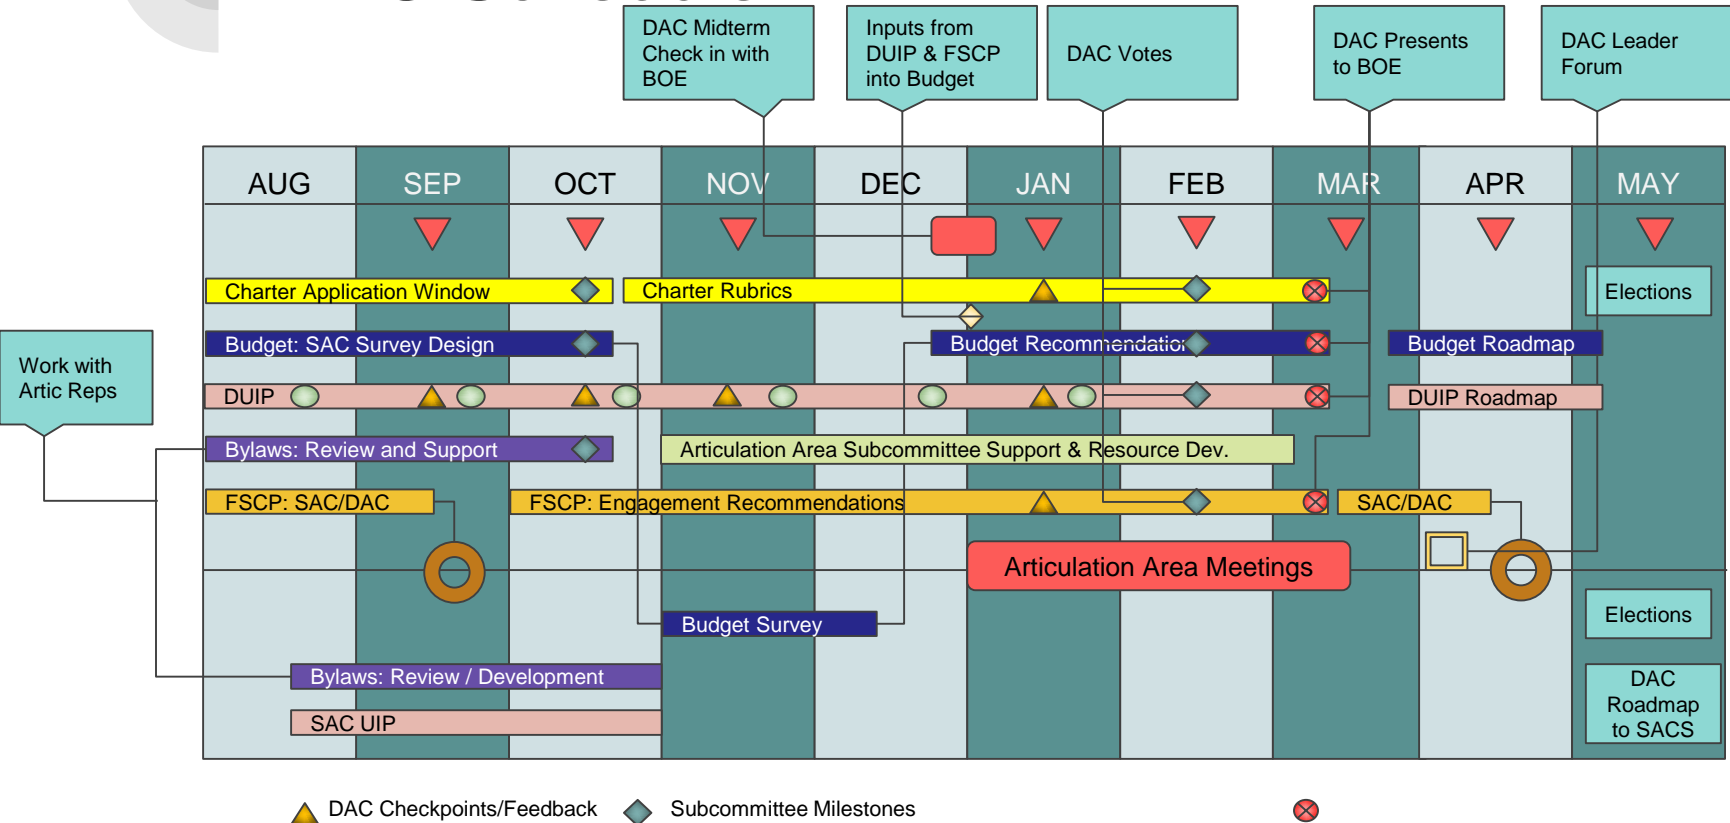 DAC Midterm
Check in with
BOE
Inputs from
DUIP & FSCP
into Budget
DAC Votes
DAC Presents
to BOE
DAC Leader
Forum
AUG SEP OCT NOV DEC JAN FEB MAR APR MAY
Charter Application Window
Charter Rubrics
Elections
Budget: SAC Survey Design
Budget Recommendation
Budget Roadmap
Work with
Artic Reps
DUIP
DUIP Roadmap
Bylaws: Review and Support
Articulation Area Subcommittee Support & Resource Dev.
FSCP: SAC/DAC
FSCP: Engagement Recommendations
SAC/DAC
Articulation Area Meetings
Budget Survey
Elections
Bylaws: Review / Development
SAC UIP
DAC
Roadmap
to SACS
DAC Checkpoints/Feedback
Subcommittee Milestones